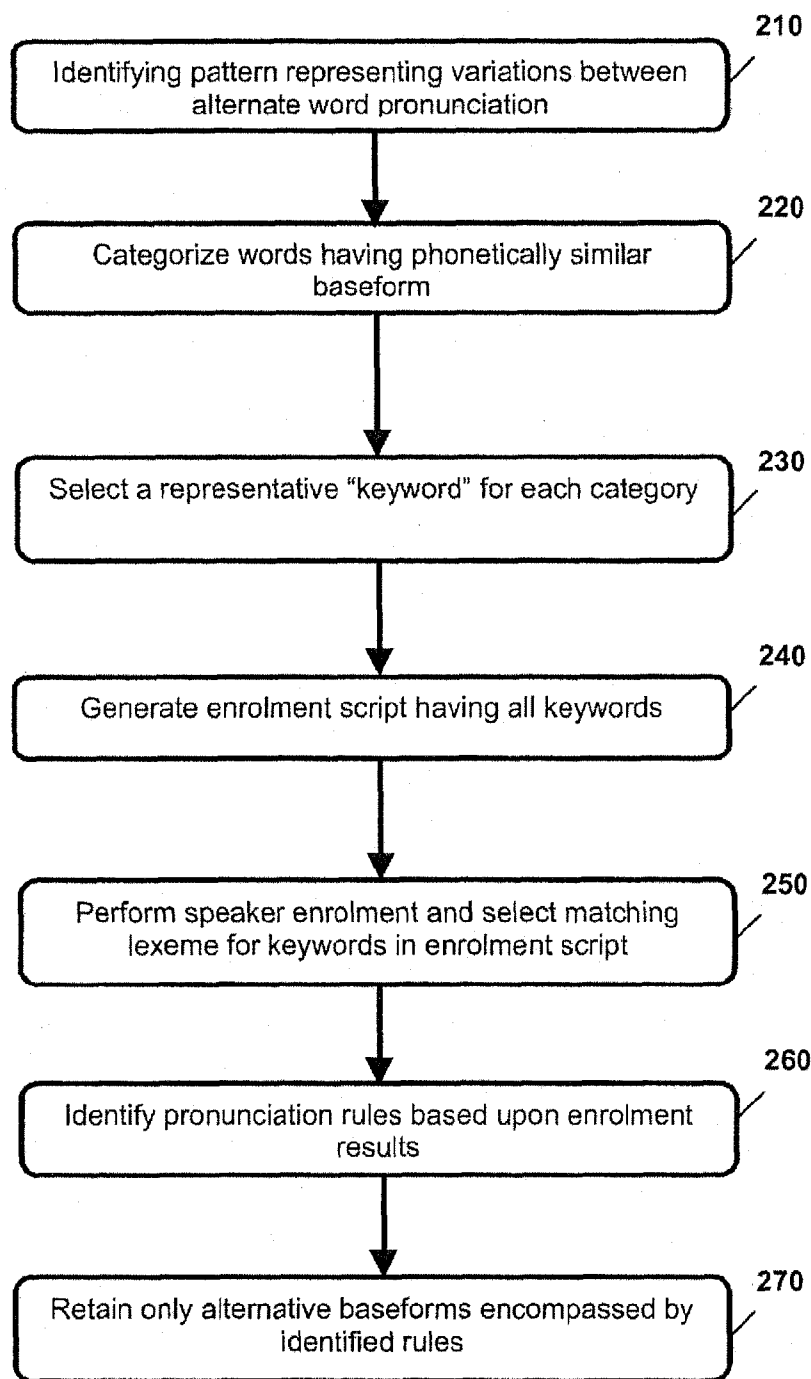 210
Identifying pattern representing variations between
alternate word pronunciation
220
Categorize words having phonetically similar
baseform
230
Select a representative “keyword” for each category
240
Generate enrolment script having all keywords
250
Perform speaker enrolment and select matching
lexeme for keywords in enrolment script
260
Identify pronunciation rules based upon enrolment
results
270
Retain only alternative baseforms encompassed by
identified rules